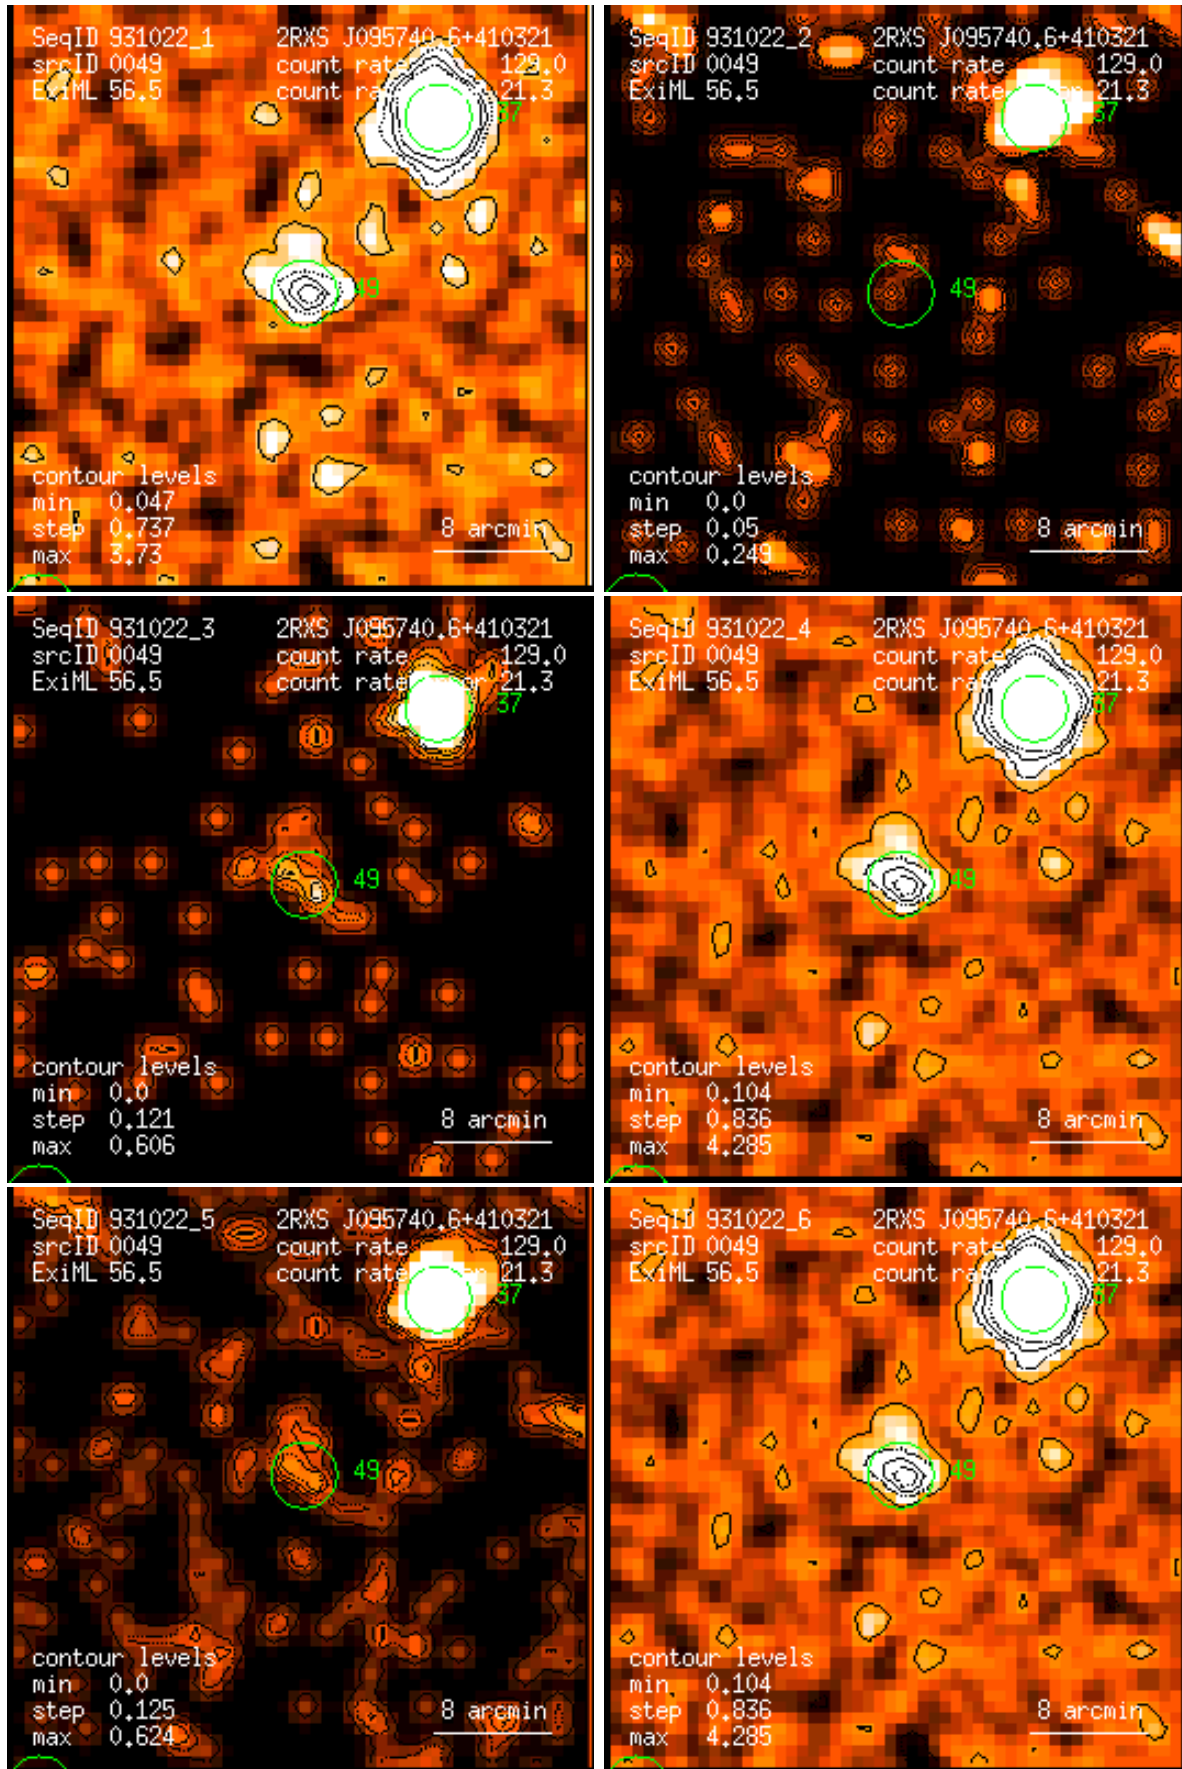 SeqID 931022_1 2RXS J095740.6+410321
srcID 0049 count rate 129.0
ExiML 56.5 count rate 21.3
37
49
contour levels
min 0.047
step 0.737
max 3.73
8 arcmin
SeqID 931022_2 2RXS J095740.6+410321
srcID 0049 count rate 129.0
ExiML 56.5 count rate 21.3
37
49
contour levels
min 0.0
step 0.05
max 0.249
8 arcmin
SeqID 931022_3 2RXS J095740.6+410321
srcID 0049 count rate 129.0
ExiML 56.5 count rate 21.3
37
49
contour levels
min 0.0
step 0.121
max 0.606
8 arcmin
SeqID 931022_4 2RXS J095740.6+410321
srcID 0049 count rate 129.0
ExiML 56.5 count rate 21.3
37
49
contour levels
min 0.104
step 0.836
max 4.285
8 arcmin
SeqID 931022_5 2RXS J095740.6+410321
srcID 0049 count rate 129.0
ExiML 56.5 count rate 21.3
37
49
contour levels
min 0.0
step 0.125
max 0.624
8 arcmin
SeqID 931022_6 2RXS J095740.6+410321
srcID 0049 count rate 129.0
ExiML 56.5 count rate 21.3
37
49
contour levels
min 0.104
step 0.836
max 4.285
8 arcmin